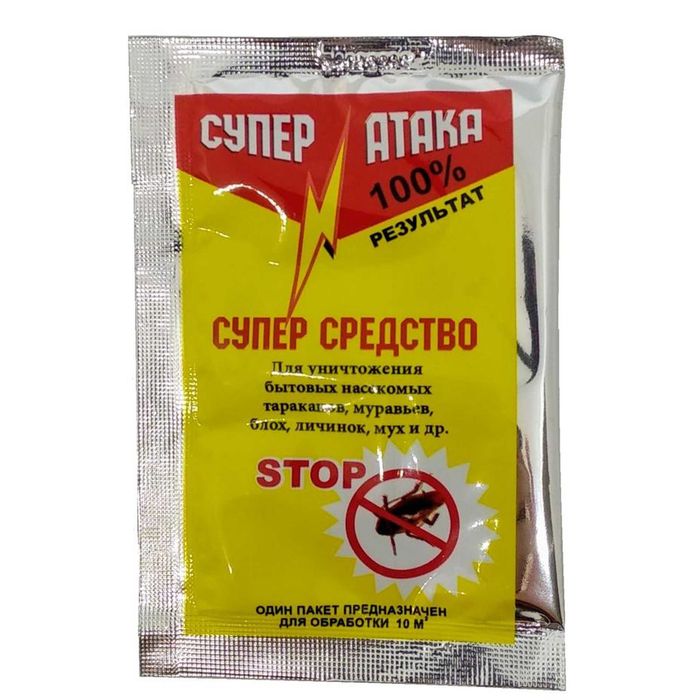 СУПЕР АТАКА
100%
РЕЗУЛЬТАТ
СУПЕР СРЕДСТВО
Для уничтожения
бытовых насекомых
тараканов, муравьев,
блох, личинок, мух и др.
STOP
ОДИН ПАКЕТ ПРЕДНАЗНАЧЕН
ДЛЯ ОБРАБОТКИ 10 М²